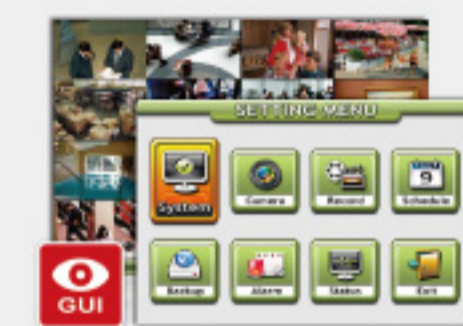 SETTING MENU
System Camera Record Schedule
Backup Alarm Status Exit
GUI